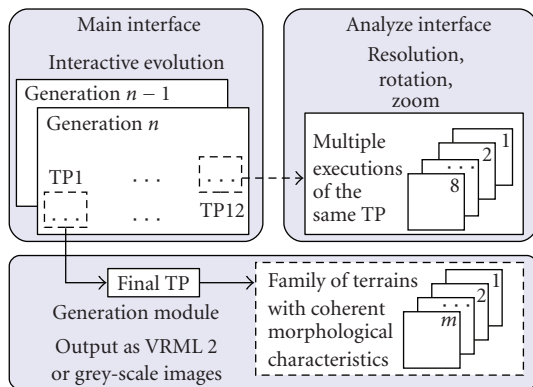 Main interface
Interactive evolution
Generation n − 1
Generation n
TP1
. . .
. . .
. . .
. . .
TP12
Analyze interface
Resolution,
rotation,
zoom
Multiple
executions
of the
same TP
1
2
. . .
8
Final TP
Generation module
Output as VRML 2
or grey-scale images
Family of terrains
with coherent
morphological
characteristics
1
2
. . .
m